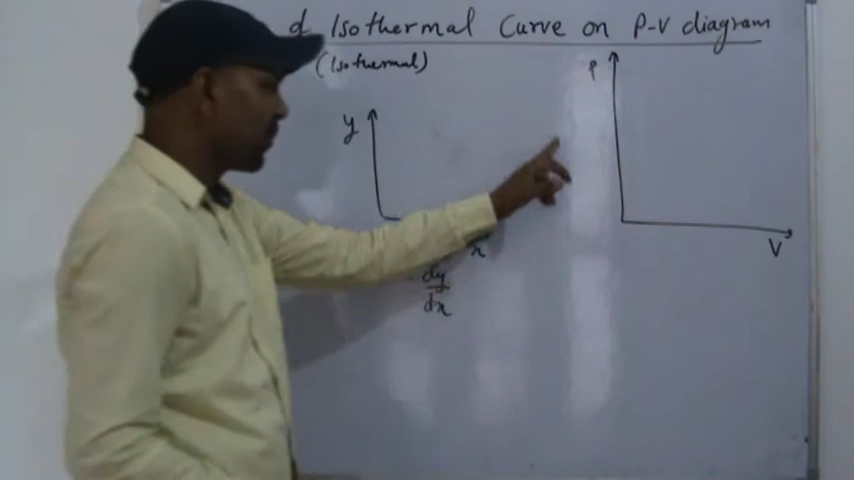 d Isothermal Curve on P-V diagram
(Isothermal)
y
P
x
V
dy
dx